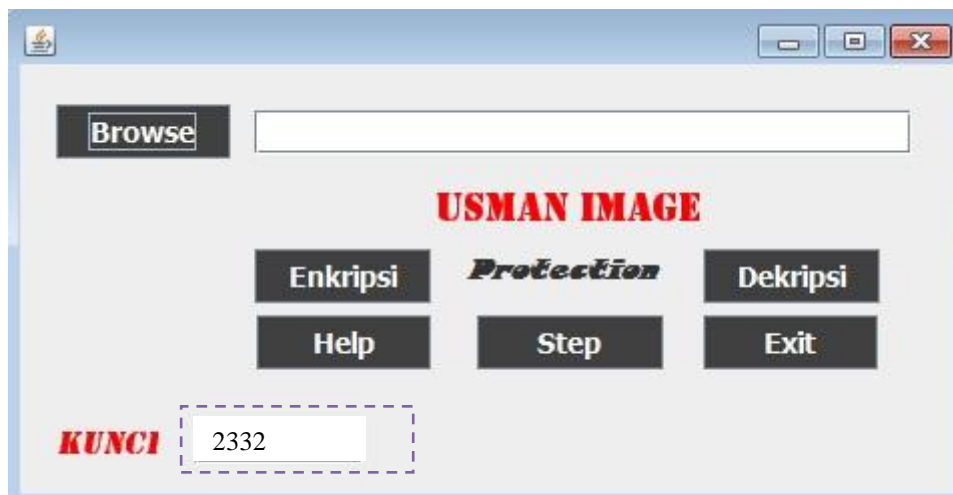 Browse
USMAN IMAGE
Enkripsi Protection Dekripsi
Help Step Exit
KUNCI 2332